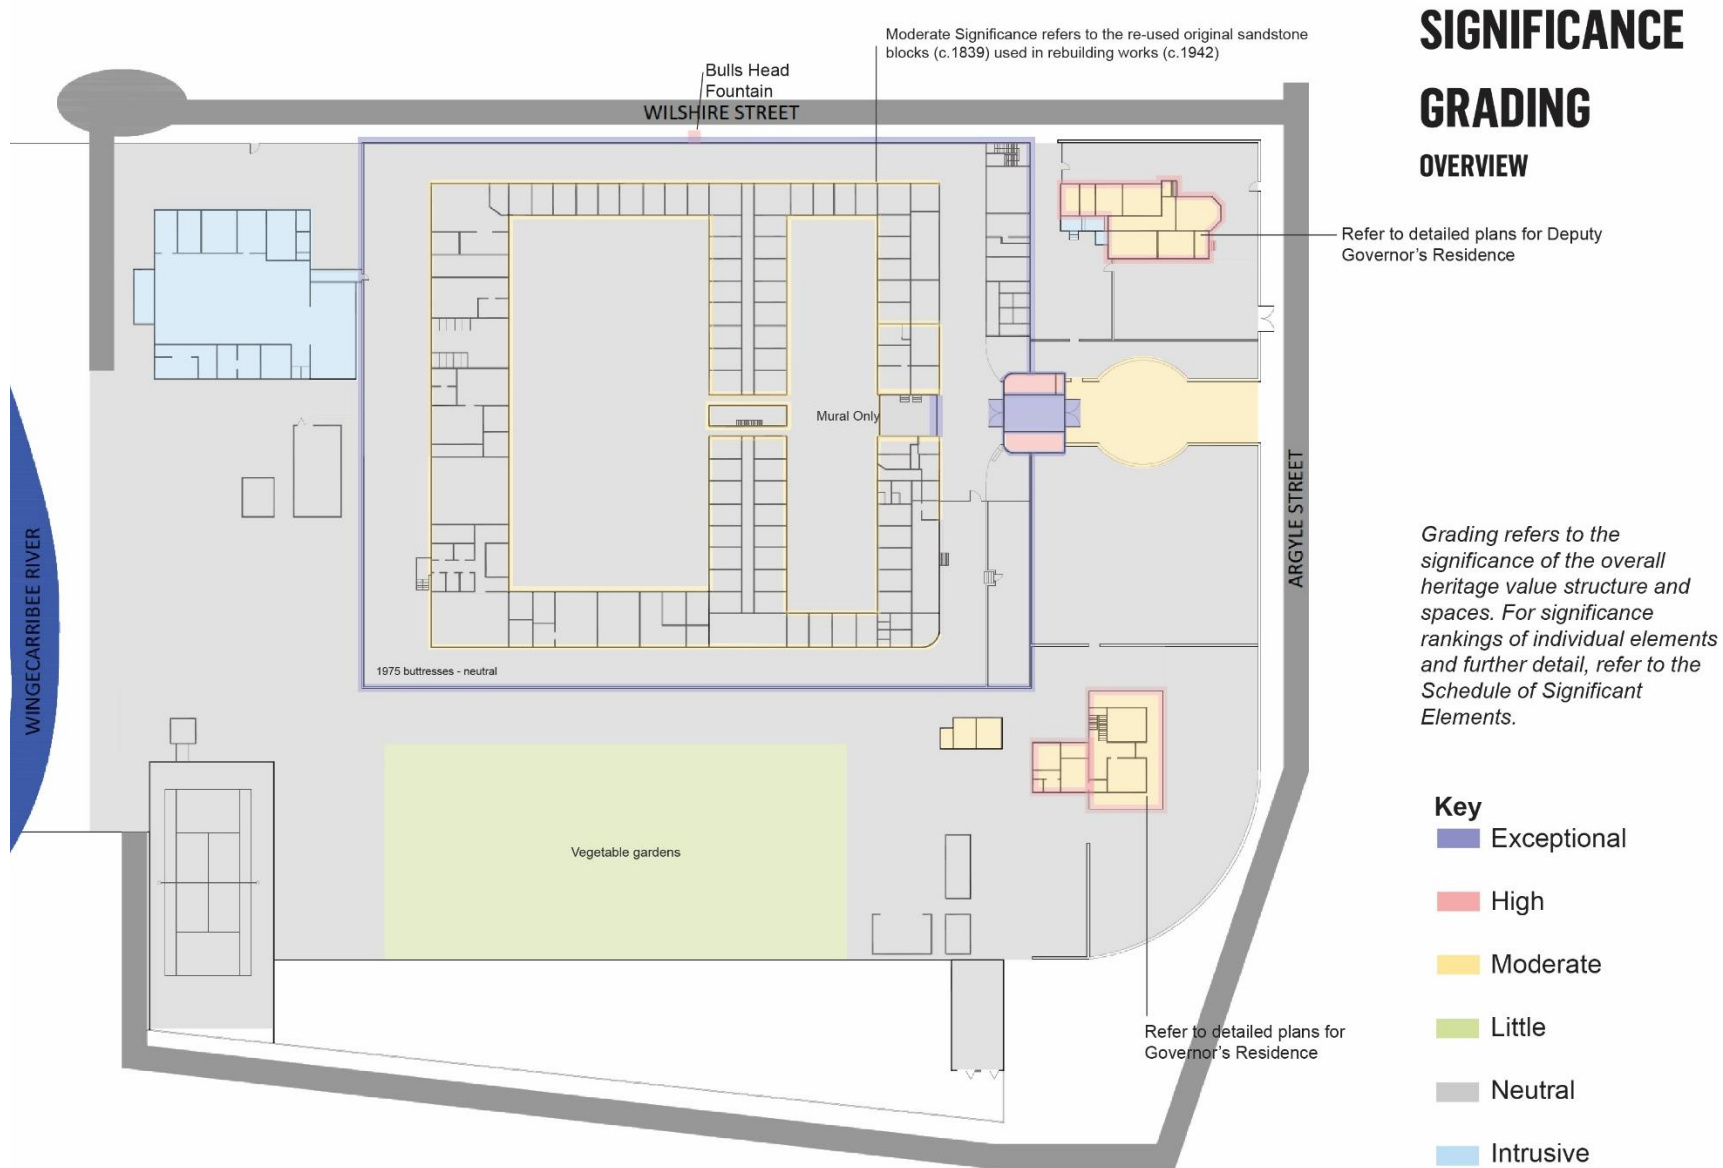 SIGNIFICANCE
GRADING
OVERVIEW
Moderate Significance refers to the re-used original sandstone
blocks (c.1839) used in rebuilding works (c.1942)
Bulls Head
Fountain
WILSHIRE STREET
Refer to detailed plans for Deputy
Governor's Residence
Mural Only
ARGYLE STREET
WINGECARRIBEE RIVER
1975 buttresses - neutral
Vegetable gardens
Refer to detailed plans for
Governor's Residence
Grading refers to the
significance of the overall
heritage value structure and
spaces. For significance
rankings of individual elements
and further detail, refer to the
Schedule of Significant
Elements.
Key
Exceptional
High
Moderate
Little
Neutral
Intrusive